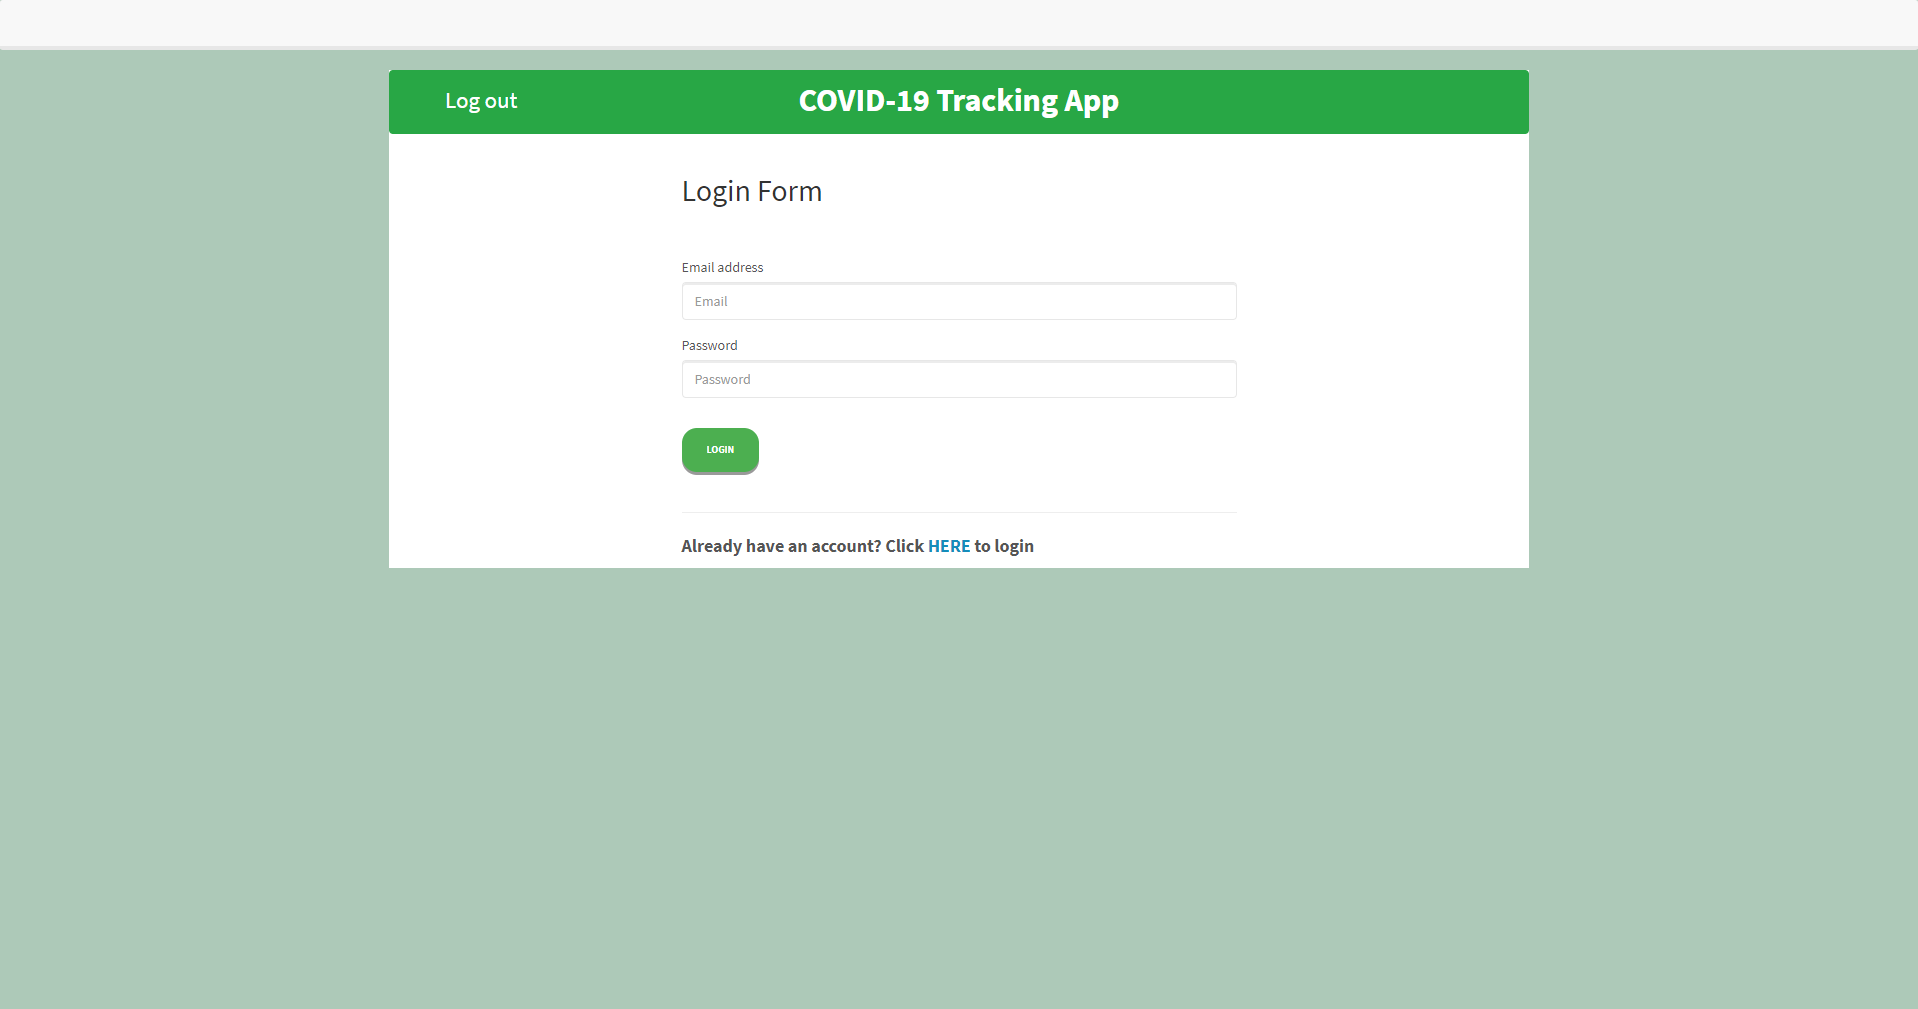 Log out
COVID-19 Tracking App
Login Form
Email address
Email
Password
Password
LOGIN
Already have an account? Click HERE to login